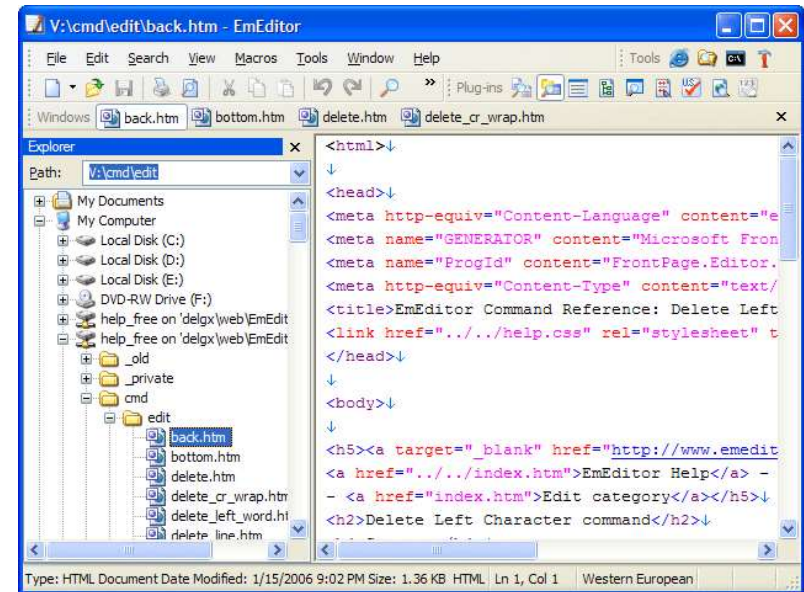 V:\cmd\edit\back.htm - EmEditor
File Edit Search View Macros Tools Window Help Tools
Plug-ins
Windows back.htm bottom.htm delete.htm delete_cr_wrap.htm
Explorer
Path: V:\cmd\edit
My Documents
My Computer
Local Disk (C:)
Local Disk (D:)
Local Disk (E:)
DVD-RW Drive (F:)
help_free on 'delgx\web\EmEdit
help_free on 'delgx\web\EmEdit
_old
_private
cmd
edit
back.htm
bottom.htm
delete.htm
delete_cr_wrap.htm
delete_left_word.ht
delete_line.htm
<html>↓
↓
<head>↓
<meta http-equiv="Content-Language" content="e
<meta name="GENERATOR" content="Microsoft Fron
<meta name="ProgId" content="FrontPage.Editor.
<meta http-equiv="Content-Type" content="text/
<title>EmEditor Command Reference: Delete Left
<link href="../../help.css" rel="stylesheet" t
</head>↓
↓
<body>↓
↓
<h5><a target="_blank" href="http://www.emedit
<a href="../../index.htm">EmEditor Help</a> -
- <a href="index.htm">Edit category</a></h5>↓
<h2>Delete Left Character command</h2>↓
Type: HTML Document Date Modified: 1/15/2006 9:02 PM Size: 1.36 KB HTML Ln 1, Col 1 Western European